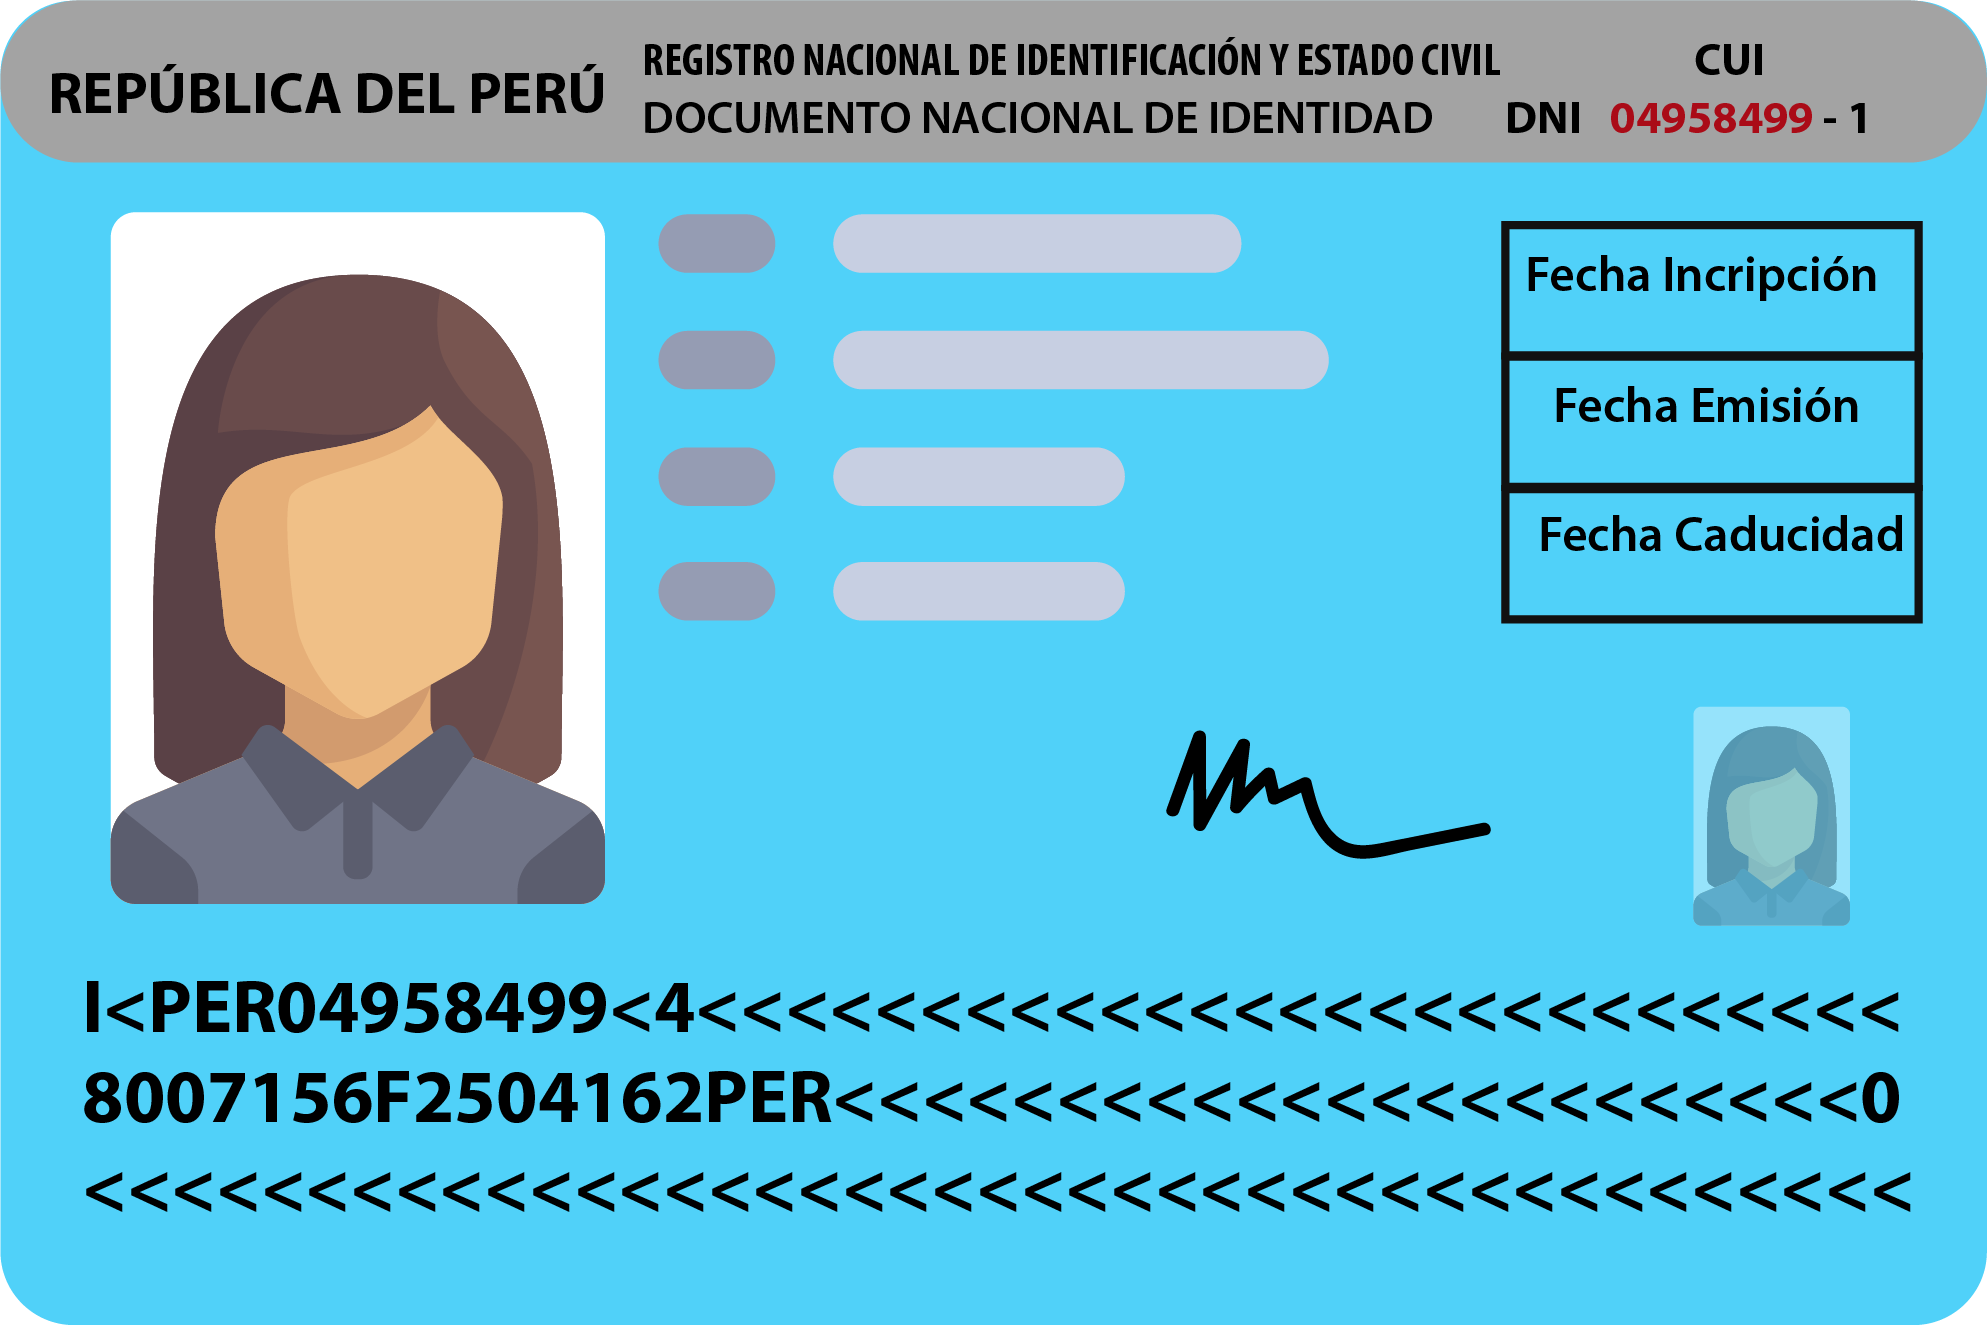 REPÚBLICA DEL PERÚ
REGISTRO NACIONAL DE IDENTIFICACIÓN Y ESTADO CIVIL
DOCUMENTO NACIONAL DE IDENTIDAD
CUI
DNI 04958499 - 1
Fecha Incripción
Fecha Emisión
Fecha Caducidad
I<PER04958499<4<<<<<<<<<<<<<<<<<<<<<<<<<<<
8007156F2504162PER<<<<<<<<<<<<<<<<<<<<<<<0
<<<<<<<<<<<<<<<<<<<<<<<<<<<<<<<<<<<<<<<<<